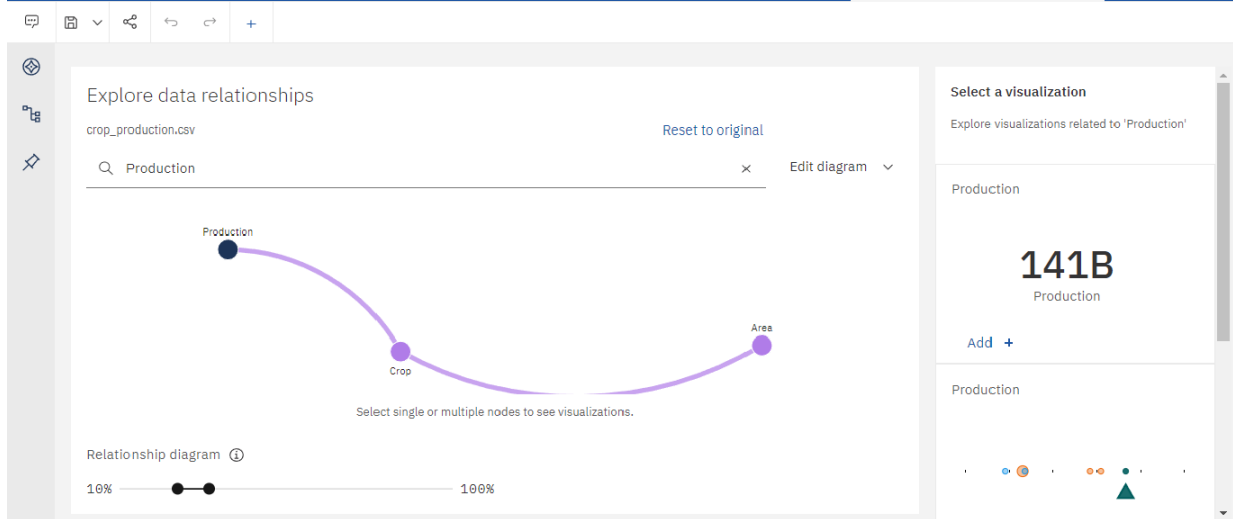 Explore data relationships
crop_production.csv
Reset to original
Production
Edit diagram
Production
Crop
Area
Select single or multiple nodes to see visualizations.
Relationship diagram
10%
100%
Select a visualization
Explore visualizations related to 'Production'
Production
141B
Production
Add +
Production